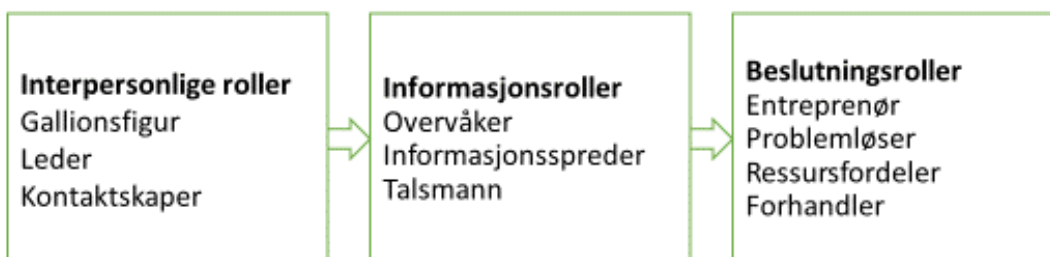 Interpersonlige roller
Gallionsfigur
Leder
Kontaktskaper
Informasjonsroller
Overvåker
Informasjonsspreder
Talsmann
Beslutningsroller
Entreprenør
Problemløser
Ressursfordeler
Forhandler